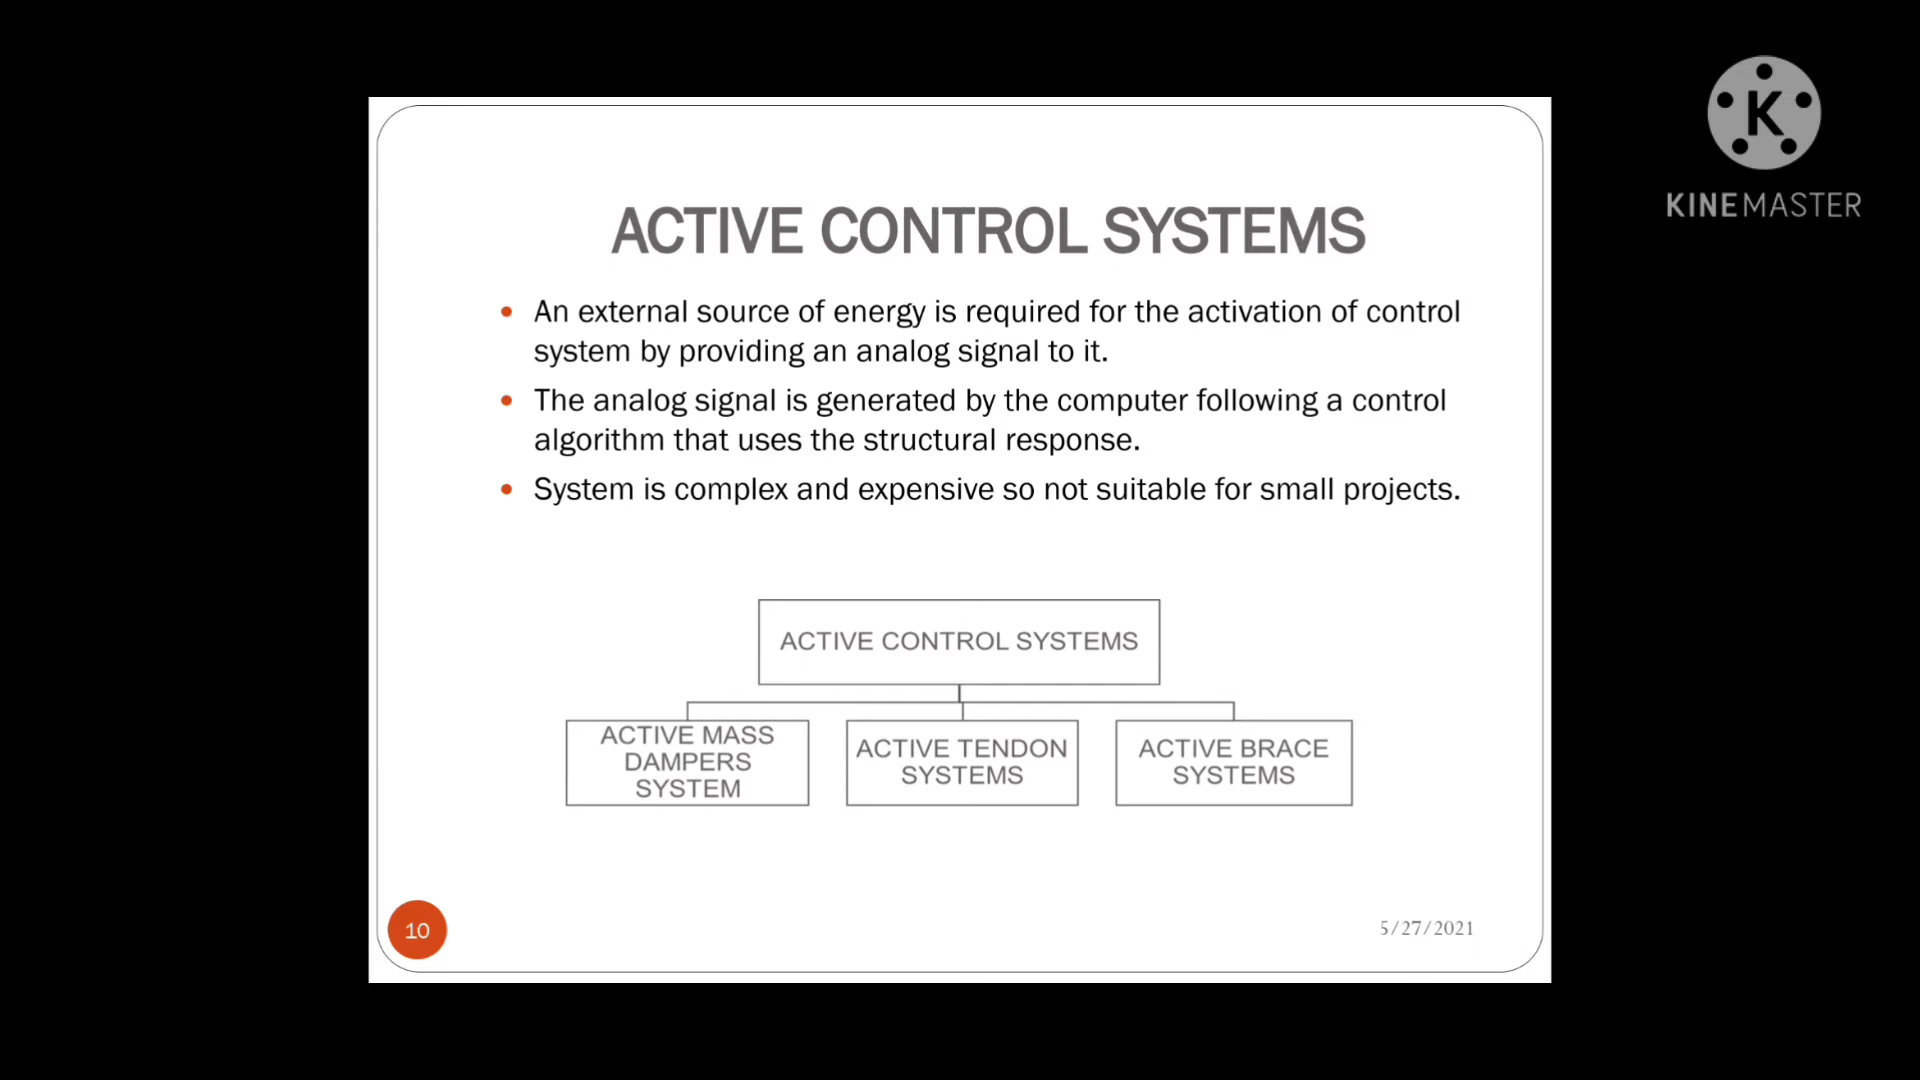 K
KINEMASTER
ACTIVE CONTROL SYSTEMS
• An external source of energy is required for the activation of control
system by providing an analog signal to it.
• The analog signal is generated by the computer following a control
algorithm that uses the structural response.
• System is complex and expensive so not suitable for small projects.
ACTIVE CONTROL SYSTEMS
ACTIVE MASS
DAMPERS
SYSTEM
ACTIVE TENDON
SYSTEMS
ACTIVE BRACE
SYSTEMS
10
5/27/2021